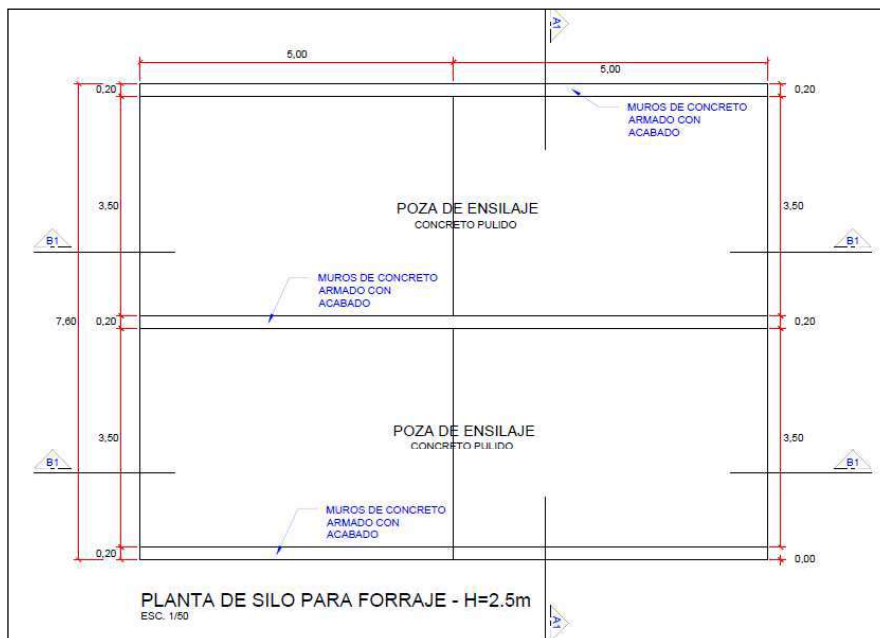 A1
5,00
5,00
0,20
0,20
MUROS DE CONCRETO
ARMADO CON
ACABADO
3,50
3,50
POZA DE ENSILAJE
CONCRETO PULIDO
B1
B1
MUROS DE CONCRETO
ARMADO CON
ACABADO
7,60
0,20
0,20
POZA DE ENSILAJE
CONCRETO PULIDO
3,50
3,50
B1
B1
MUROS DE CONCRETO
ARMADO CON
ACABADO
0,20
0,00
PLANTA DE SILO PARA FORRAJE - H=2.5m
ESC. 1/50
A1